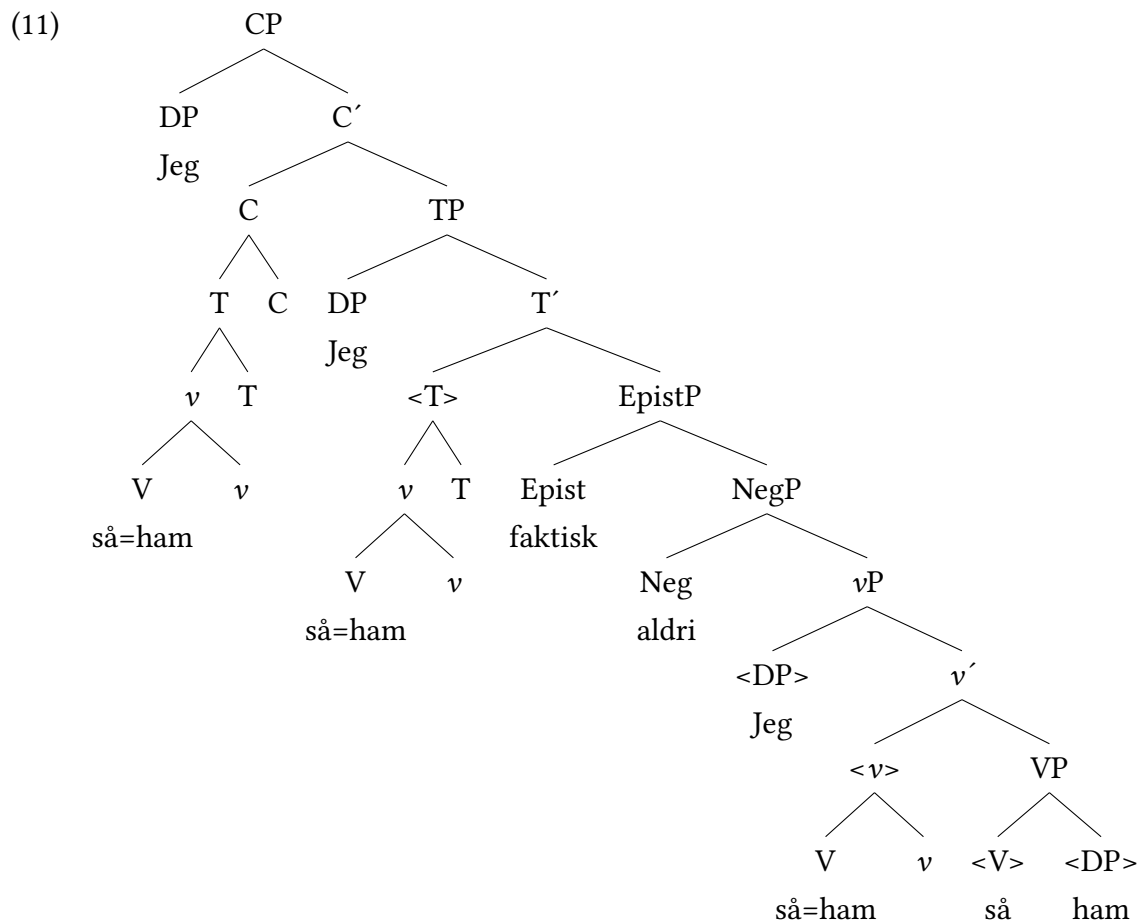 (11) CP
DP C´
Jeg
C TP
T C DP T´
Jeg
v T <T> EpistP
V v v T Epist NegP
så=ham faktisk
V v Neg vP
så=ham aldri
<DP> v´
Jeg
<v> VP
V v <V> <DP>
så=ham så ham